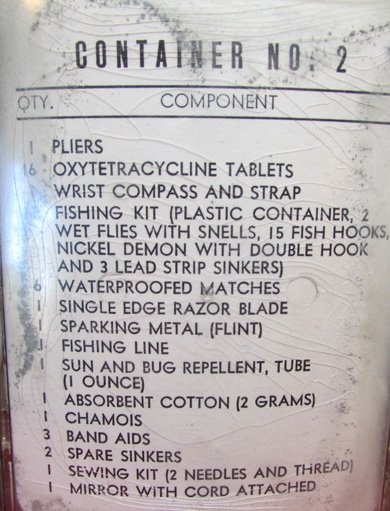 CONTAINER NO. 2
QTY. COMPONENT
1 PLIERS
6 OXYTETRACYCLINE TABLETS
WRIST COMPASS AND STRAP
FISHING KIT (PLASTIC CONTAINER, 2
WET FLIES WITH SNELLS, 15 FISH HOOKS,
NICKEL DEMON WITH DOUBLE HOOK
AND 3 LEAD STRIP SINKERS)
6 WATERPROOFED MATCHES
1 SINGLE EDGE RAZOR BLADE
1 SPARKING METAL (FLINT)
1 FISHING LINE
1 SUN AND BUG REPELLENT, TUBE
(1 OUNCE)
1 ABSORBENT COTTON (2 GRAMS)
1 CHAMOIS
3 BAND AIDS
2 SPARE SINKERS
1 SEWING KIT (2 NEEDLES AND THREAD)
1 MIRROR WITH CORD ATTACHED